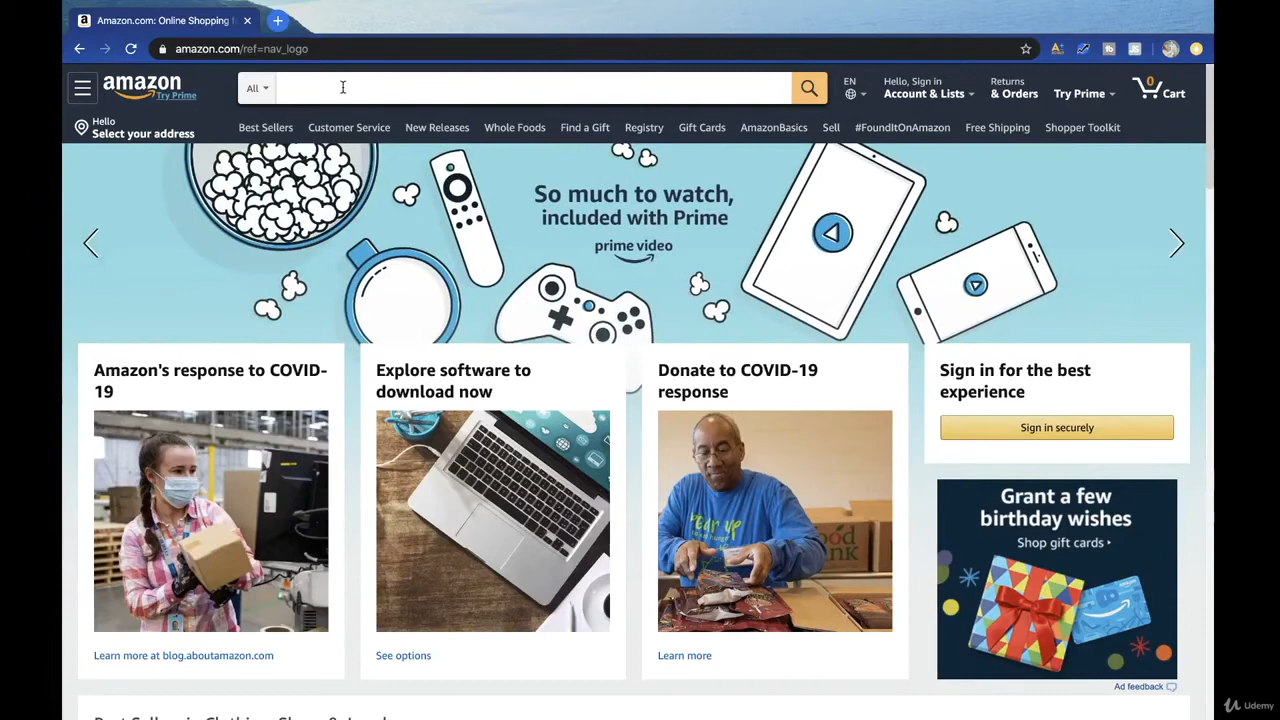 Amazon.com: Online Shopping f
amazon.com/ref=nav_logo
amazon
Try Prime
All
EN
Hello, Sign in
Account & Lists
Returns
& Orders
Try Prime
0
Cart
Hello
Select your address
Best Sellers
Customer Service
New Releases
Whole Foods
Find a Gift
Registry
Gift Cards
AmazonBasics
Sell
#FoundItOnAmazon
Free Shipping
Shopper Toolkit
So much to watch,
included with Prime
prime video
Amazon's response to COVID-
19
Learn more at blog.aboutamazon.com
Explore software to
download now
See options
Donate to COVID-19
response
Learn more
Sign in for the best
experience
Sign in securely
Grant a few
birthday wishes
Shop gift cards
Ad feedback
Udemy